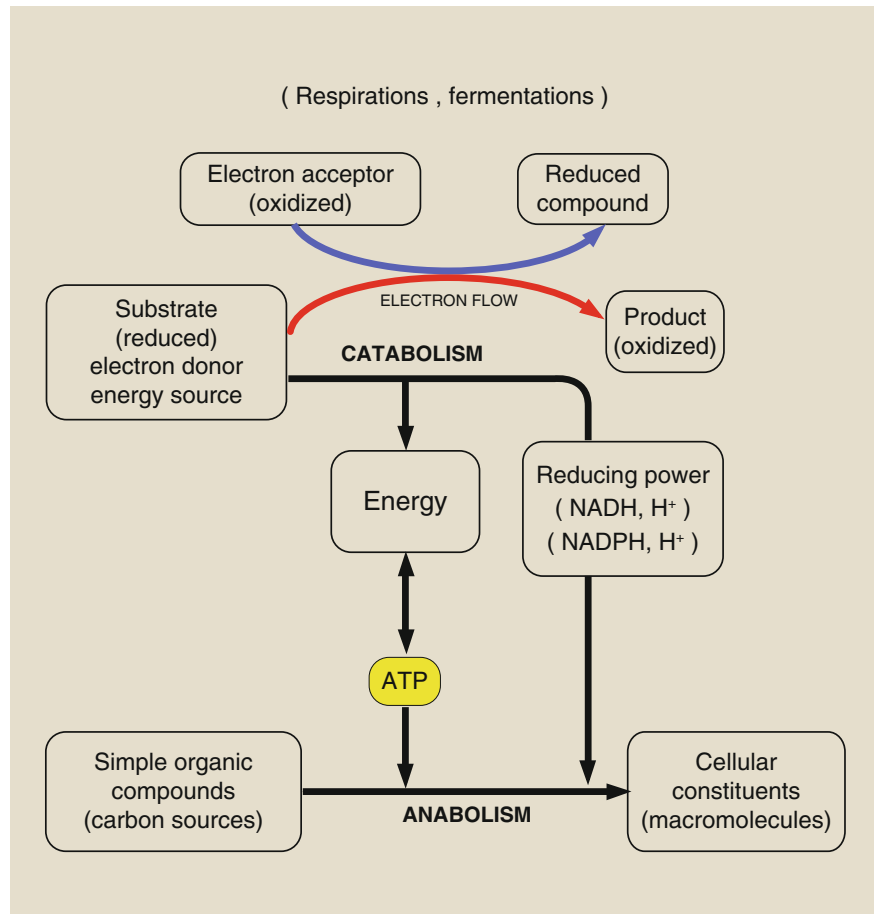 ( Respirations , fermentations )
Electron acceptor
(oxidized)
Reduced
compound
ELECTRON FLOW
Substrate
(reduced)
electron donor
energy source
Product
(oxidized)
CATABOLISM
Energy
Reducing power
( NADH, H⁺ )
( NADPH, H⁺ )
ATP
Simple organic
compounds
(carbon sources)
ANABOLISM
Cellular
constituents
(macromolecules)